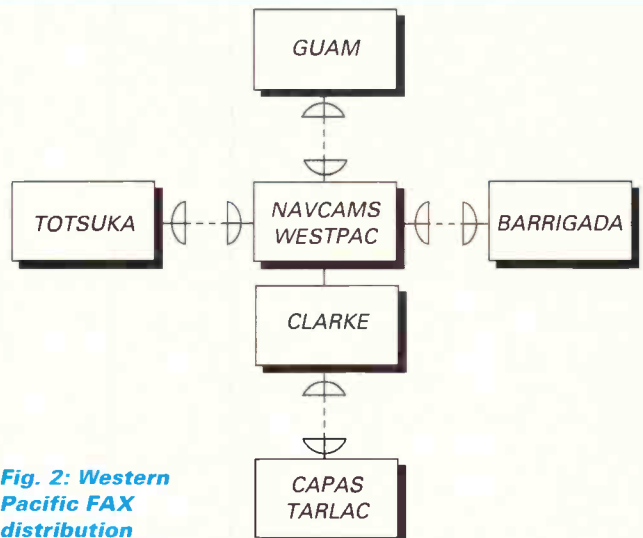 GUAM
TOTSUKA
NAVCAMS
WESTPAC
BARRIGADA
CLARKE
CAPAS
TARLAC
Fig. 2: Western
Pacific FAX
distribution